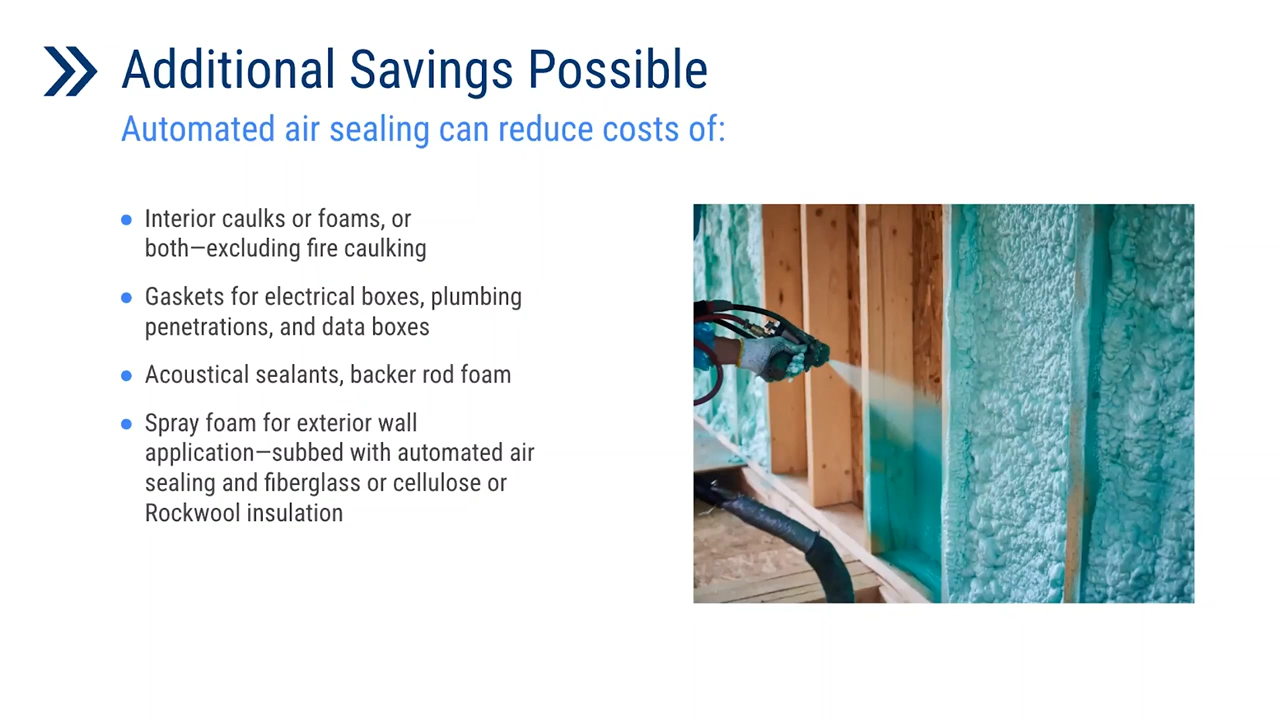 Additional Savings Possible
Automated air sealing can reduce costs of:
Interior caulks or foams, or
both—excluding fire caulking
Gaskets for electrical boxes, plumbing
penetrations, and data boxes
Acoustical sealants, backer rod foam
Spray foam for exterior wall
application—subbed with automated air
sealing and fiberglass or cellulose or
Rockwool insulation